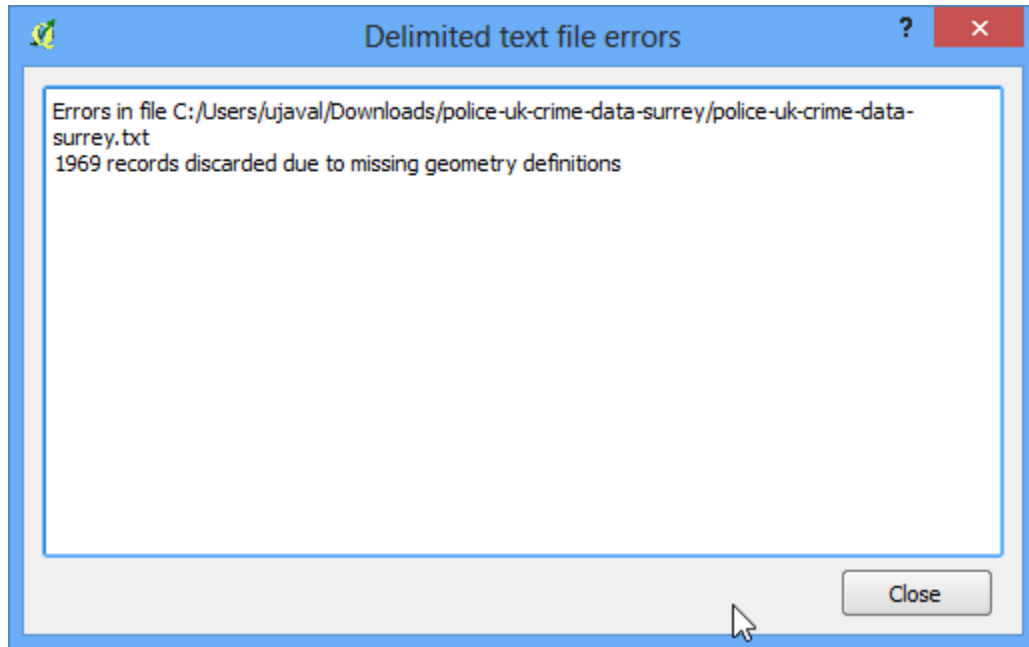 Delimited text file errors
?
×
Errors in file C:/Users/ujaval/Downloads/police-uk-crime-data-surrey/police-uk-crime-data-
surrey.txt
1969 records discarded due to missing geometry definitions
Close